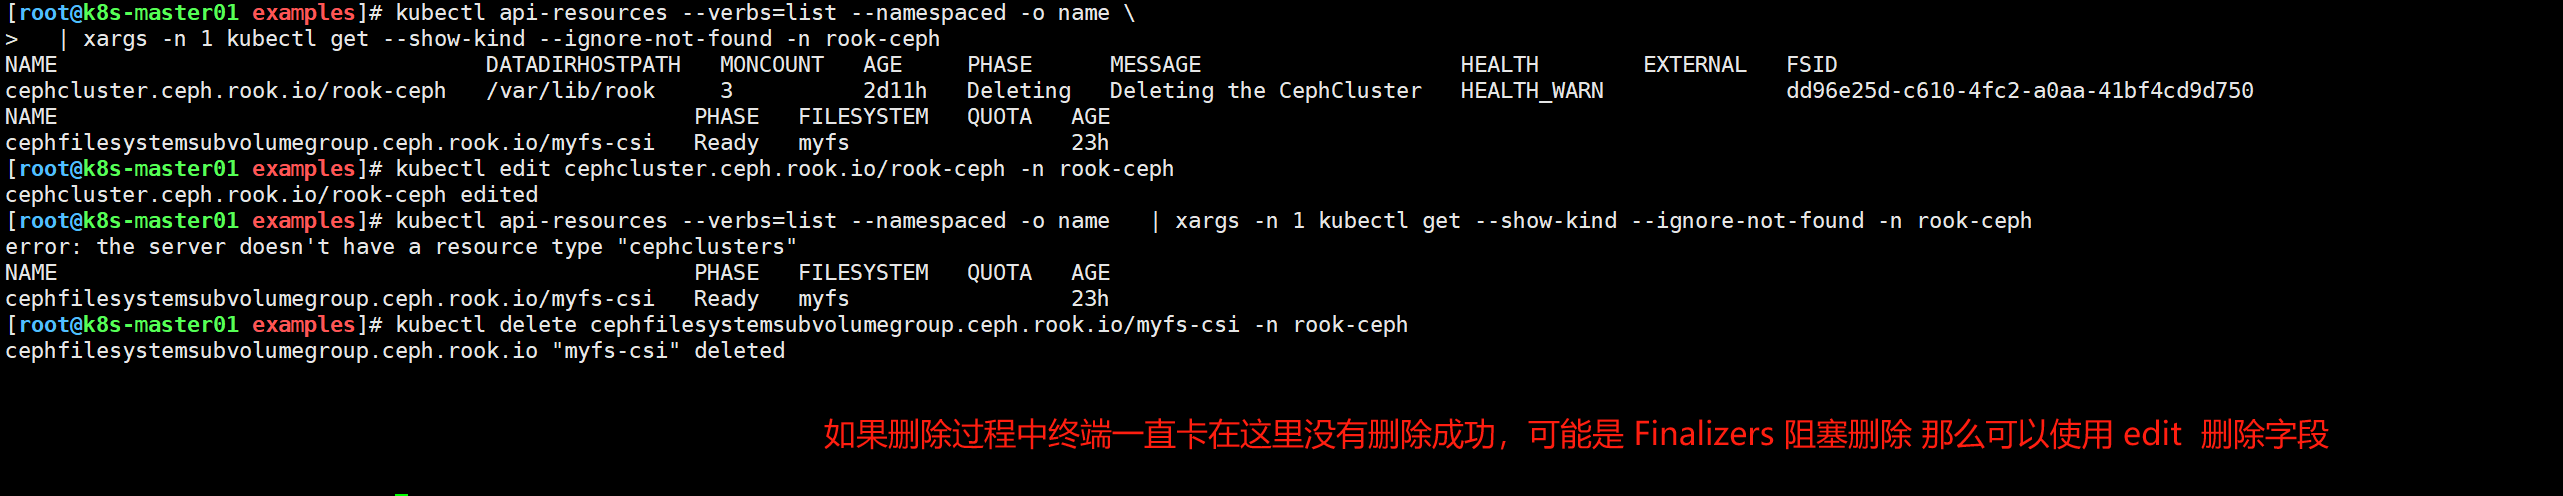 [root@k8s-master01 examples]# kubectl api-resources --verbs=list --namespaced -o name \
>   | xargs -n 1 kubectl get --show-kind --ignore-not-found -n rook-ceph
NAME                                 DATADIRHOSTPATH   MONCOUNT   AGE     PHASE      MESSAGE                    HEALTH        EXTERNAL   FSID
cephcluster.ceph.rook.io/rook-ceph   /var/lib/rook     3          2d11h   Deleting   Deleting the CephCluster   HEALTH_WARN              dd96e25d-c610-4fc2-a0aa-41bf4cd9d750
NAME                                                 PHASE   FILESYSTEM   QUOTA   AGE
cephfilesystemsubvolumegroup.ceph.rook.io/myfs-csi   Ready   myfs                 23h
[root@k8s-master01 examples]# kubectl edit cephcluster.ceph.rook.io/rook-ceph -n rook-ceph
cephcluster.ceph.rook.io/rook-ceph edited
[root@k8s-master01 examples]# kubectl api-resources --verbs=list --namespaced -o name   | xargs -n 1 kubectl get --show-kind --ignore-not-found -n rook-ceph
error: the server doesn't have a resource type "cephclusters"
NAME                                                 PHASE   FILESYSTEM   QUOTA   AGE
cephfilesystemsubvolumegroup.ceph.rook.io/myfs-csi   Ready   myfs                 23h
[root@k8s-master01 examples]# kubectl delete cephfilesystemsubvolumegroup.ceph.rook.io/myfs-csi -n rook-ceph
cephfilesystemsubvolumegroup.ceph.rook.io "myfs-csi" deleted
如果删除过程中终端一直卡在这里没有删除成功，可能是 Finalizers 阻塞删除 那么可以使用 edit 删除字段